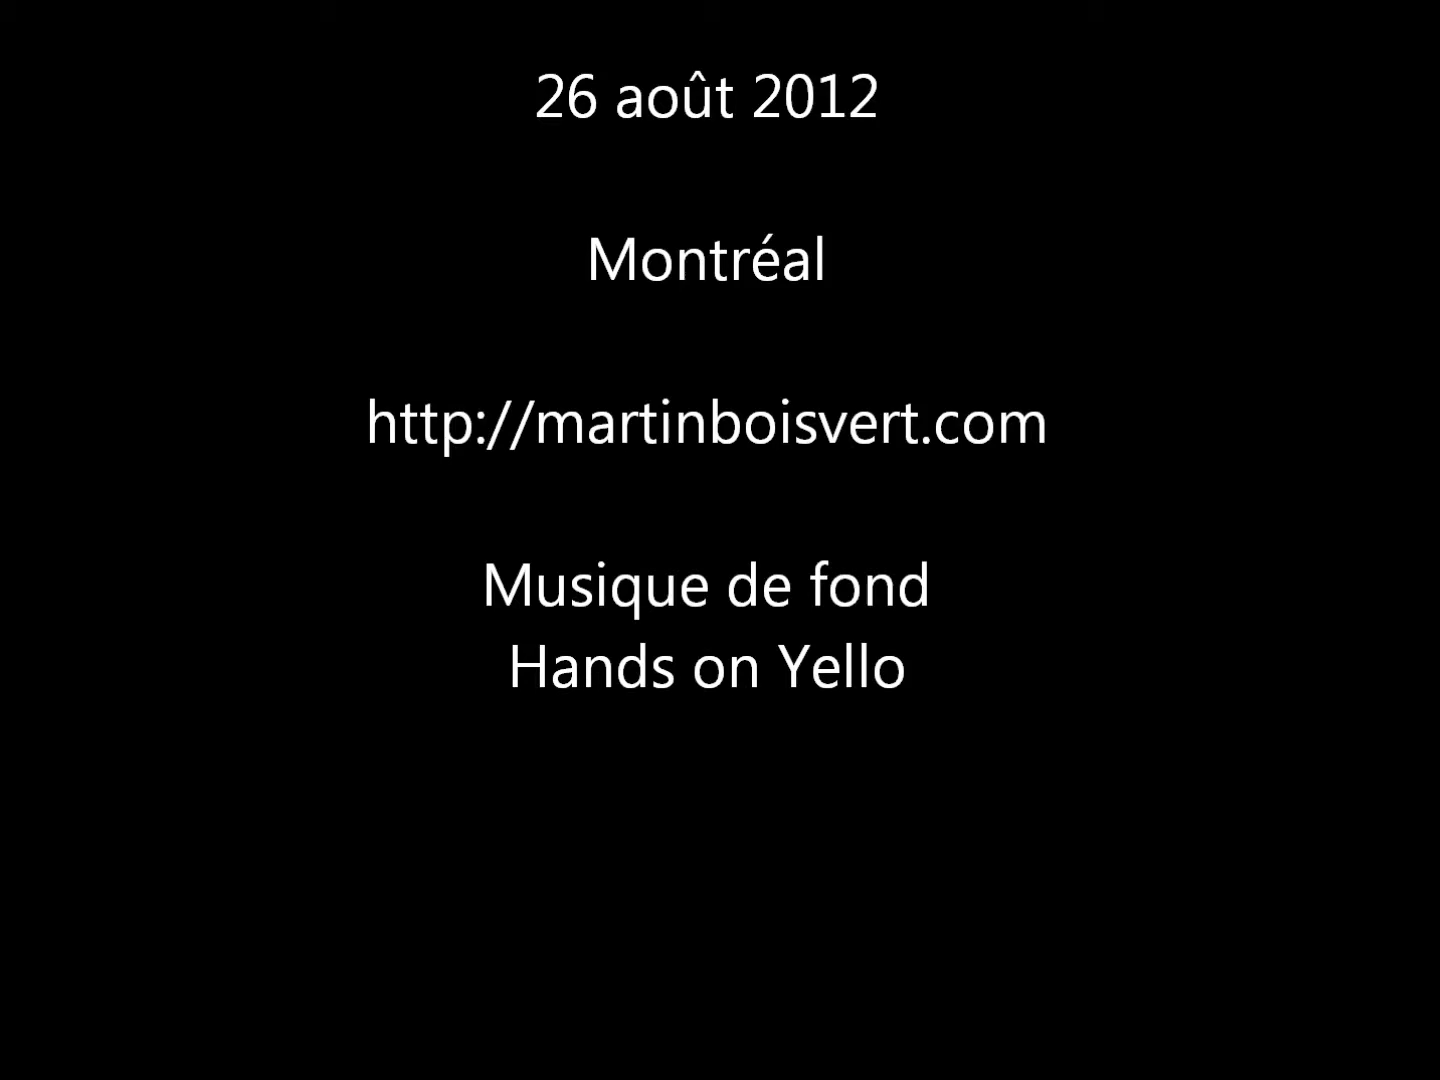 26 août 2012
Montréal
http://martinboisvert.com
Musique de fond
Hands on Yello